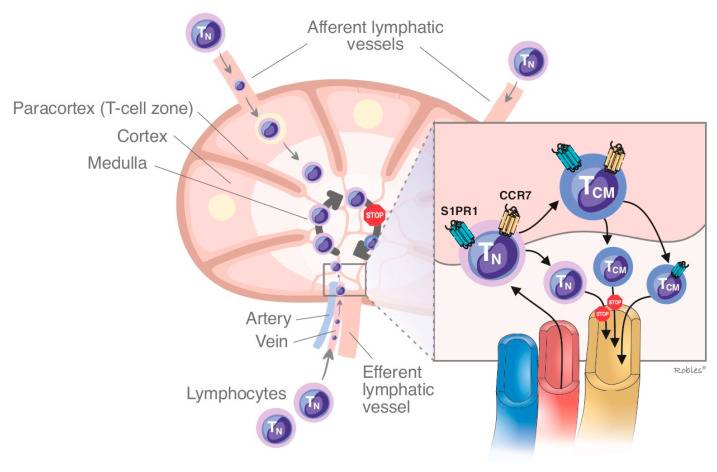 TN
Afferent lymphatic
vessels
TN
Paracortex (T-cell zone)
Cortex
Medulla
STOP
S1PR1
CCR7
TCM
TN
TN
TCM
TCM
STOP
STOP
Artery
Vein
Efferent
lymphatic
vessel
Lymphocytes
TN
TN
Robles®